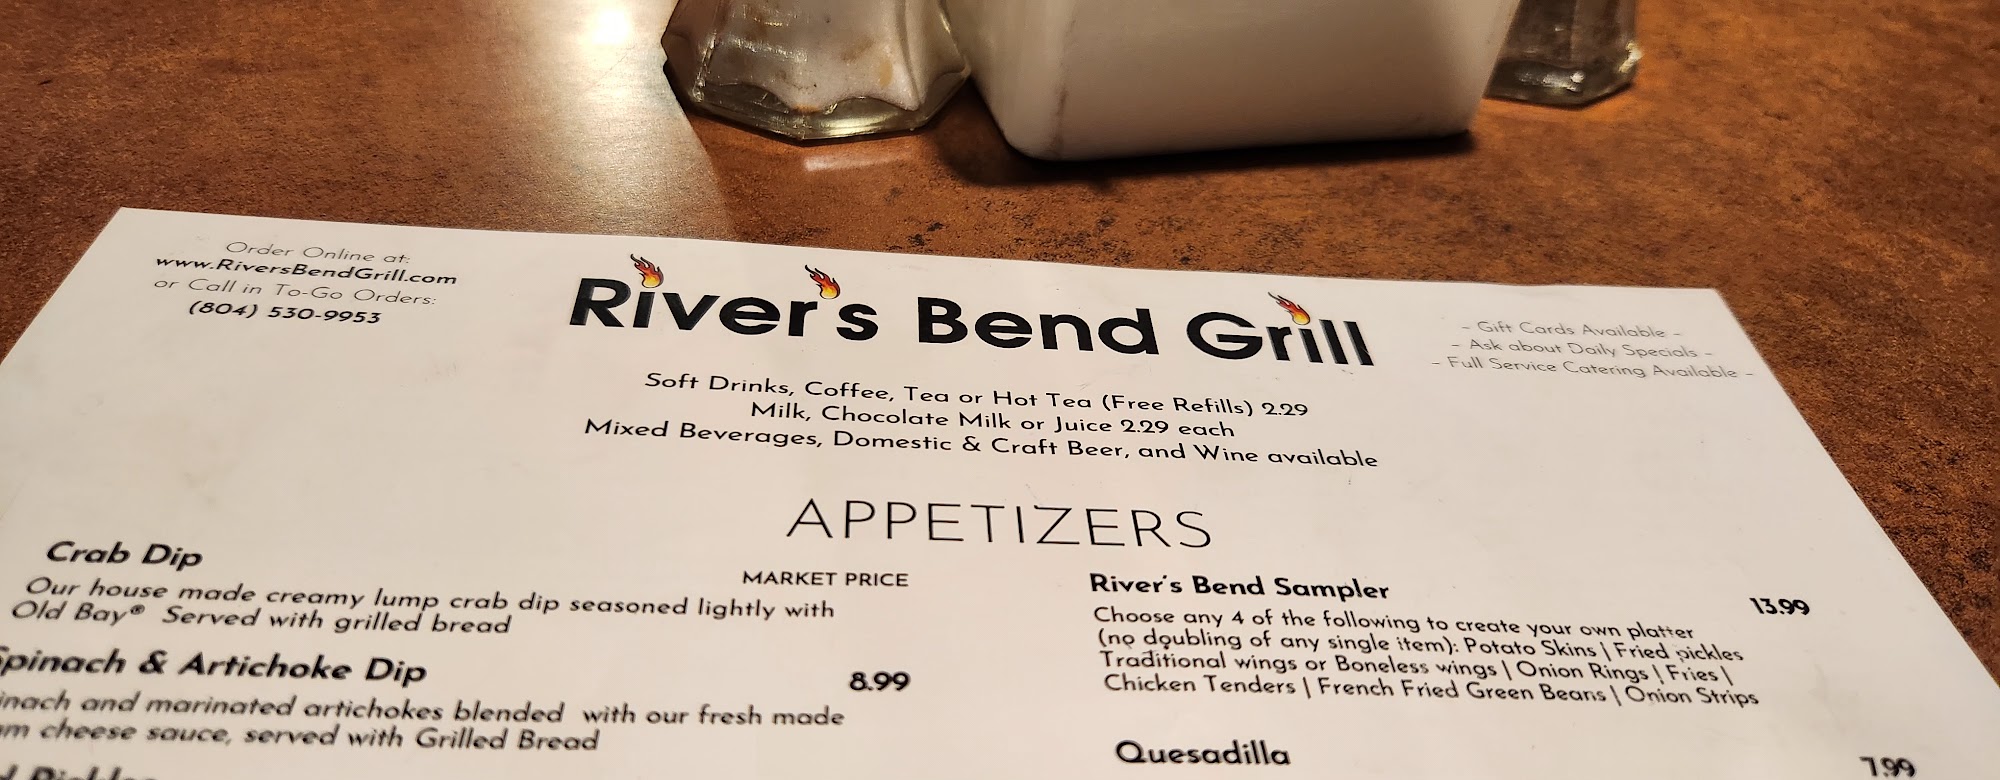 Order Online at:
www.RiversBendGrill.com
or Call in To-Go Orders:
(804) 530-9953
River's Bend Grill
- Gift Cards Available -
- Ask about Daily Specials -
- Full Service Catering Available -
Soft Drinks, Coffee, Tea or Hot Tea (Free Refills) 2.29
Milk, Chocolate Milk or Juice 2.29 each
Mixed Beverages, Domestic & Craft Beer, and Wine available
APPETIZERS
Crab Dip
MARKET PRICE
Our house made creamy lump crab dip seasoned lightly with
Old Bay® Served with grilled bread
Spinach & Artichoke Dip
8.99
and marinated artichokes blended with our fresh made
cheese sauce, served with Grilled Bread
River's Bend Sampler
13.99
Choose any 4 of the following to create your own platter
(no doubling of any single item): Potato Skins | Fried pickles
Traditional wings or Boneless wings | Onion Rings | Fries |
Chicken Tenders | French Fried Green Beans | Onion Strips
Quesadilla
7.99